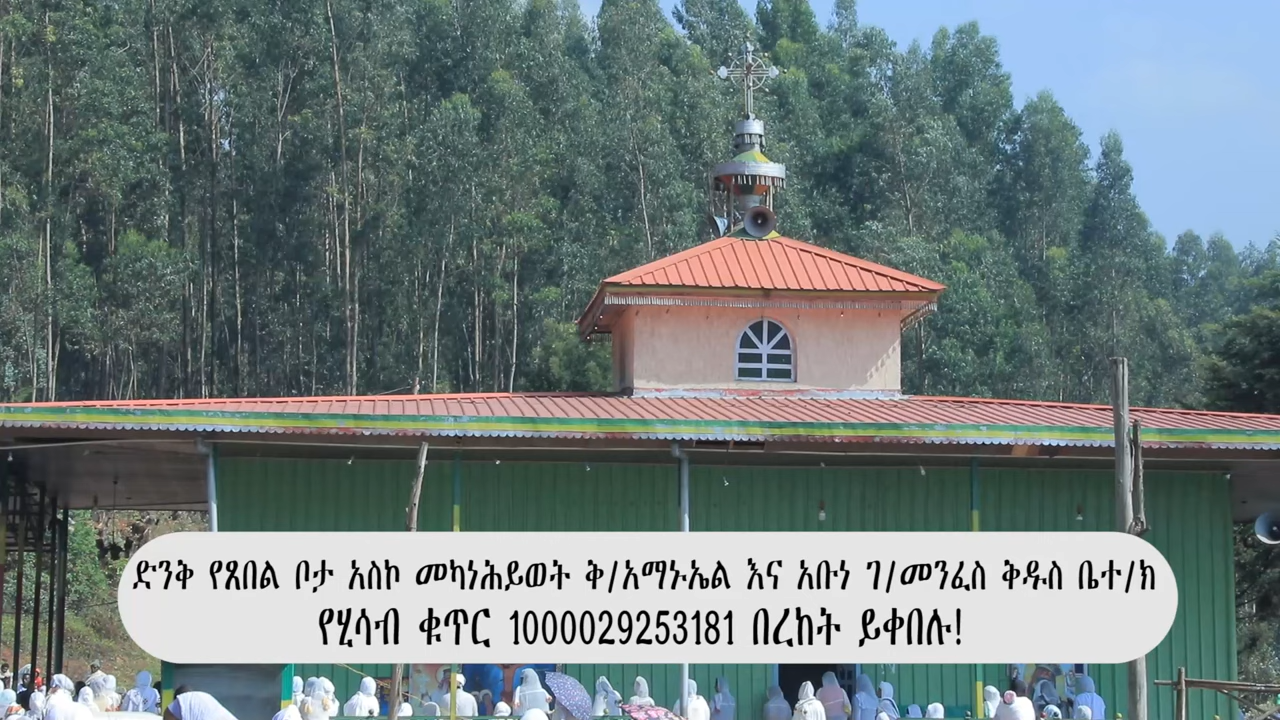 ድንቅ የጸበል ቦታ አስኮ መካነሕይወት ቅ/አማኑኤል እና አቡነ ገ/መንፈስ ቅዱስ ቤተ/ክ
የሂሳብ ቁጥር 1000029253181 በረከት ይቀበሉ!